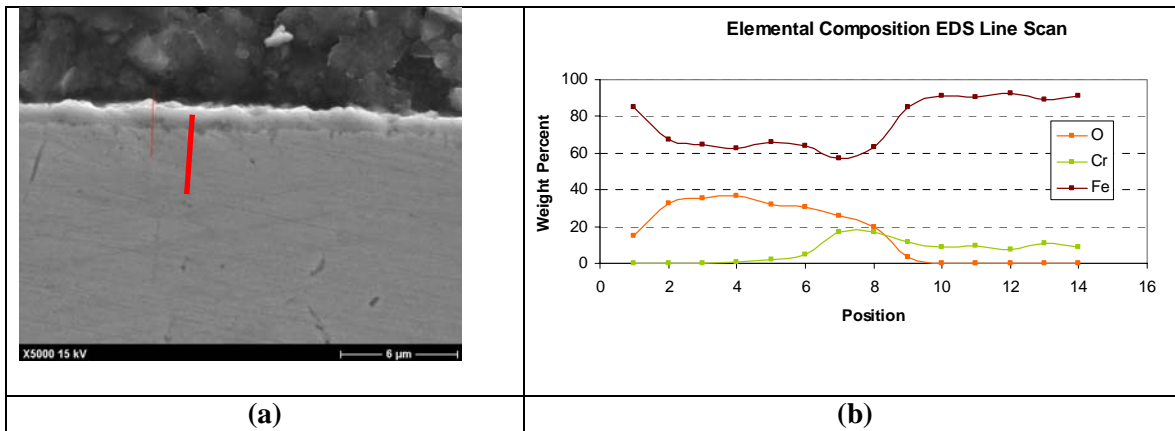 X5000 15 kV
6 µm
(a)
Elemental Composition EDS Line Scan
Weight Percent
100
80
60
40
20
0
0 2 4 6 8 10 12 14 16
Position
O
Cr
Fe
(b)